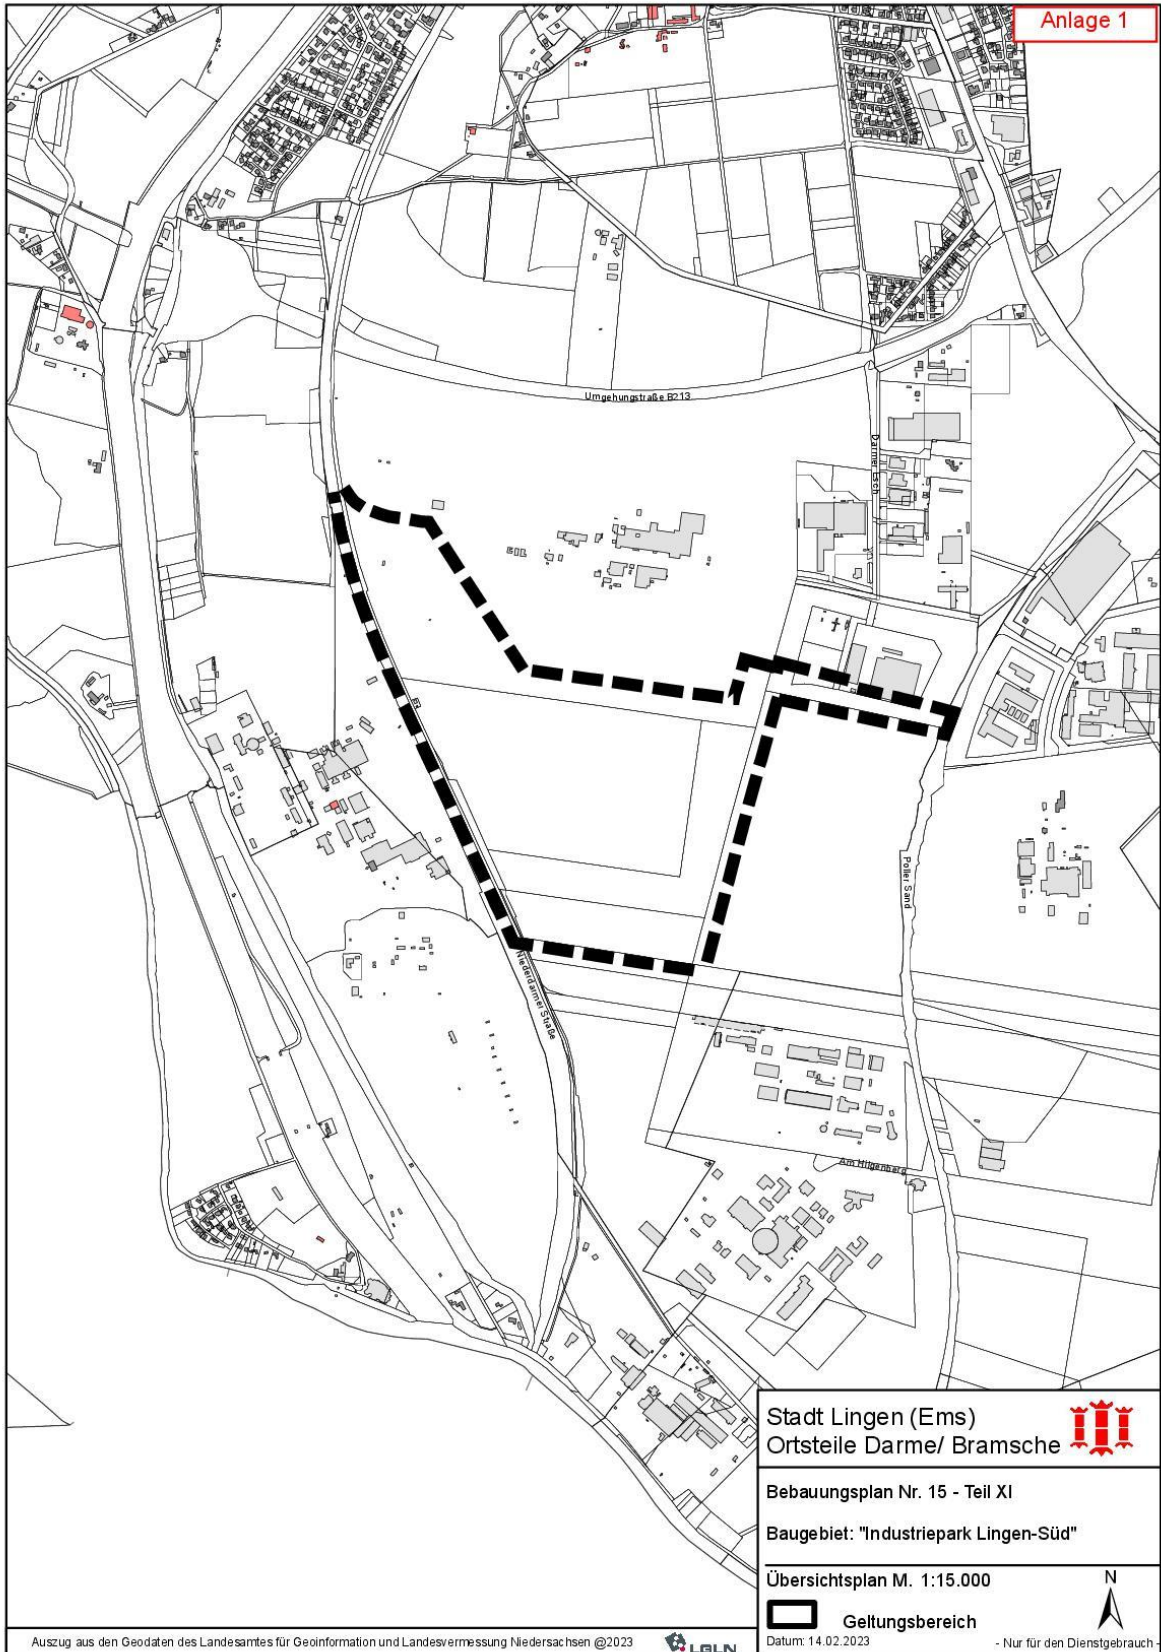 Anlage 1
Umgehungstraße B213
Darmer Esch
B7
Poller Sand
Niederdarmer Straße
Am Hilgenberg
Stadt Lingen (Ems)
Ortsteile Darme/ Bramsche
Bebauungsplan Nr. 15 - Teil XI
Baugebiet: "Industriepark Lingen-Süd"
Übersichtsplan M. 1:15.000
N
Geltungsbereich
Datum: 14.02.2023
- Nur für den Dienstgebrauch
Auszug aus den Geodaten des Landesamtes für Geoinformation und Landesvermessung Niedersachsen @2023
LGLN